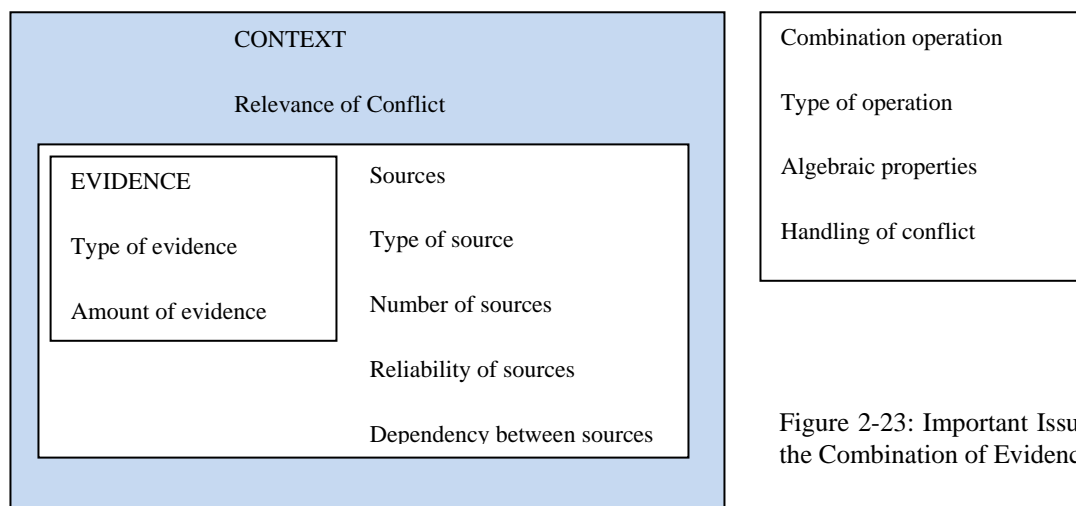 CONTEXT
Relevance of Conflict
EVIDENCE
Type of evidence
Amount of evidence
Sources
Type of source
Number of sources
Reliability of sources
Dependency between sources
Combination operation
Type of operation
Algebraic properties
Handling of conflict
Figure 2-23: Important
the Combination of